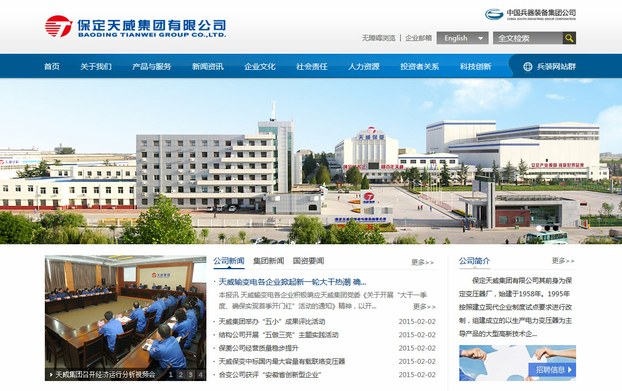 保定天威集团有限公司
BAODING TIANWEI GROUP CO.,LTD.
中国兵器装备集团公司
CHINA SOUTH INDUSTRIES GROUP CORPORATION
无障碍浏览 | 企业邮箱 English 全文检索
首页 关于我们 产品与服务 新闻资讯 企业文化 社会责任 人力资源 投资者关系 科技创新 兵装网站群
天威保变
公司新闻 集团新闻 国资要闻 更多>>
· 天威输变电各企业掀起新一轮大干热潮 确...
本报讯 天威输变电各企业积极响应天威集团党委《关于开展“大干一季
度、确保实现首季开门红”活动的通知》精神，以开... 更多>>
· 天威集团举办“五小”成果评比活动 2015-02-02
· 结构公司开展“五做三亮”主题实践活动 2015-02-02
· 保菱公司经营质量稳步提升 2015-02-02
· 天威保变中标国内最大容量有载联络变压器 2015-02-02
· 合变公司获评“安徽省创新型企业” 2015-02-02
天威集团召开经济运行分析视频会 1 2 3 4
公司简介 更多>>
保定天威集团有限公司其前身为保
定变压器厂，始建于1958年。1995年
按照建立现代企业制度试点要求进行改
制，组建成立的以生产电力变压器为主
导产品的大型高新技术企...
招聘信息